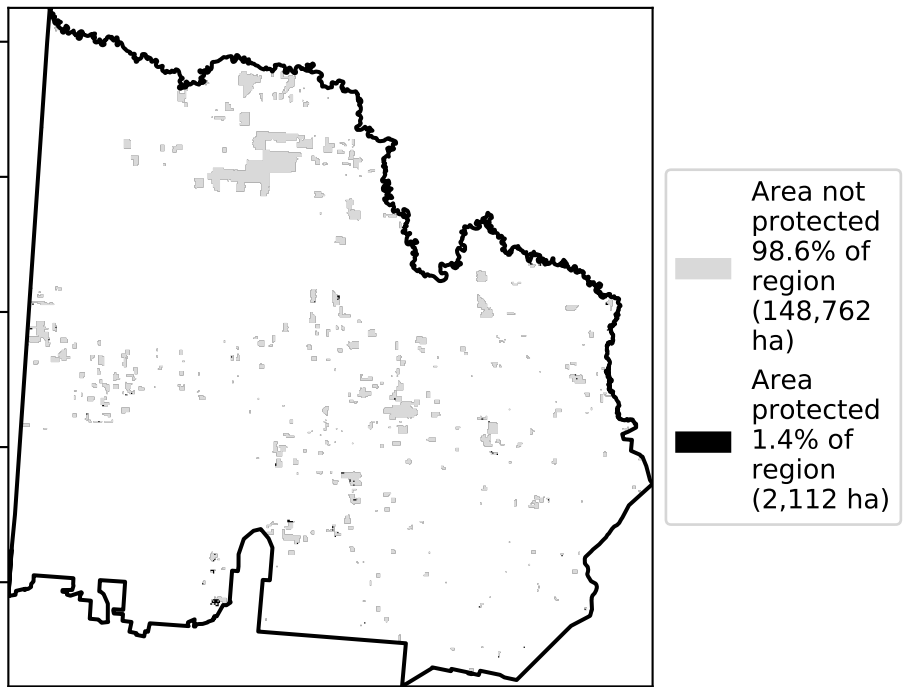 Area not
protected
98.6% of
region
(148,762
ha)
Area
protected
1.4% of
region
(2,112 ha)